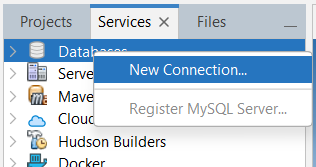 Projects Services Files
Databases
New Connection...
Serve
Mave
Register MySQL Server...
Cloud
Hudson Builders
Docker